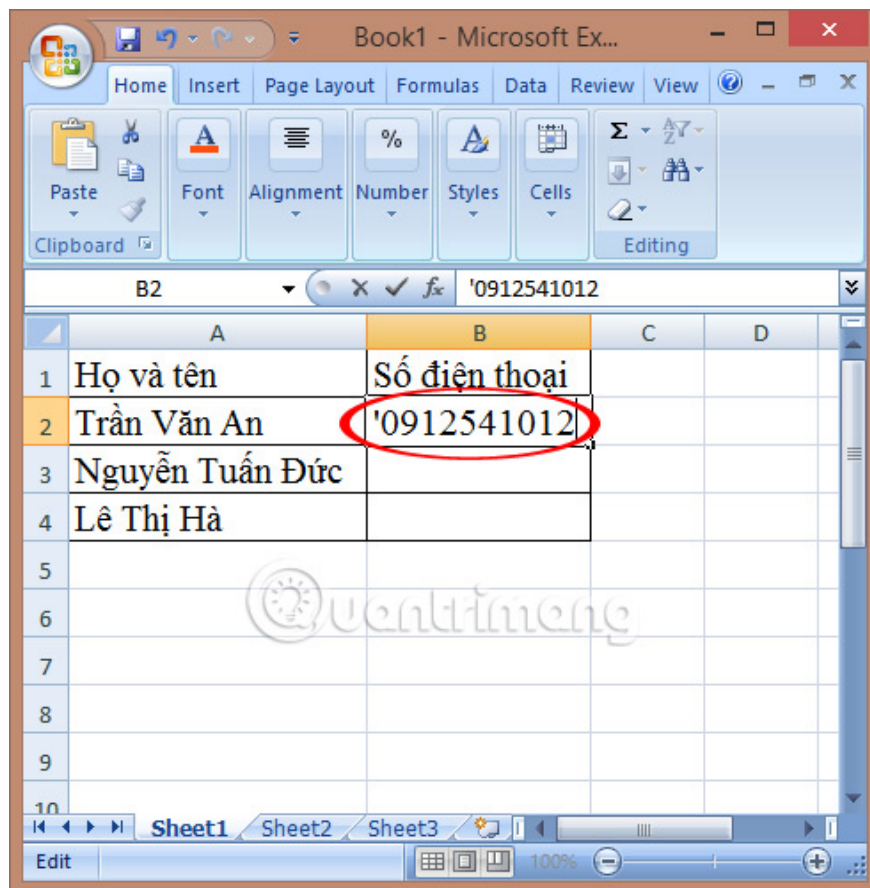 Book1 - Microsoft Ex...
Home Insert Page Layout Formulas Data Review View
Paste Font Alignment Number Styles Cells
Clipboard Editing
B2 fx '0912541012
A B C D
1 Họ và tên Số điện thoại
2 Trần Văn An '0912541012
3 Nguyễn Tuấn Đức
4 Lê Thị Hà
5
6
Quantrimang
7
8
9
10
Sheet1 Sheet2 Sheet3
Edit 100%